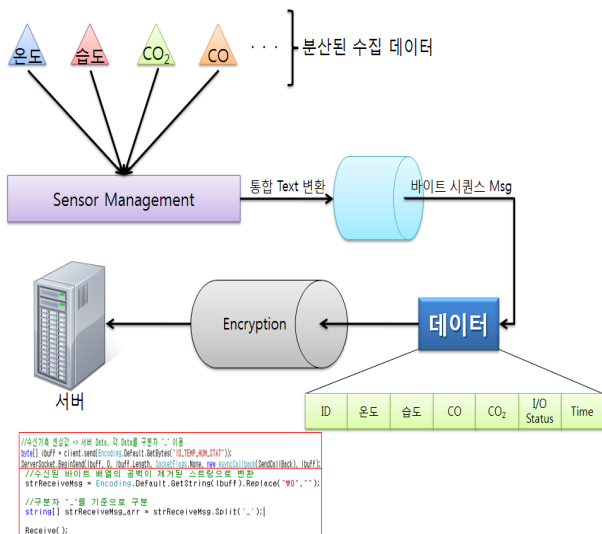 온도 습도 CO2 CO · · · 분산된 수집 데이터
Sensor Management
통합 Text 변환
바이트 시퀀스 Msg
Encryption
데이터
서버
ID 온도 습도 CO CO2 I/O Status Time
//수신기측 센싱값 -> 서버 Data, 각 Data를 구분자 "_" 이용
byte[] ibuff = client.send(Encoding.Default.GetBytes("ID_TEMP_HUM_STAT"));
ServerSocket.BeginSend(ibuff, 0, ibuff.Length, SocketFlags.None, new AsyncCallback(SendCallBack), ibuff);
//수신된 바이트 배열의 공백이 제거된 스트링으로 변환
strReceiveMsg = Encoding.Default.GetString(ibuff).Replace("₩0","");
//구분자 "_"를 기준으로 구분
string[] strReceiveMsg_arr = strReceiveMsg.Split('_');
Receive();